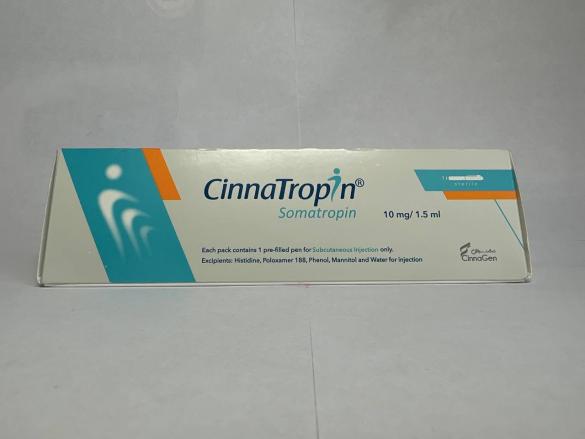 CinnaTropin®
Somatropin
10 mg/ 1.5 ml
sterile
Each pack contains 1 pre-filled pen for Subcutaneous Injection only.
Excipients: Histidine, Poloxamer 188, Phenol, Mannitol and Water for injection
CinnaGen